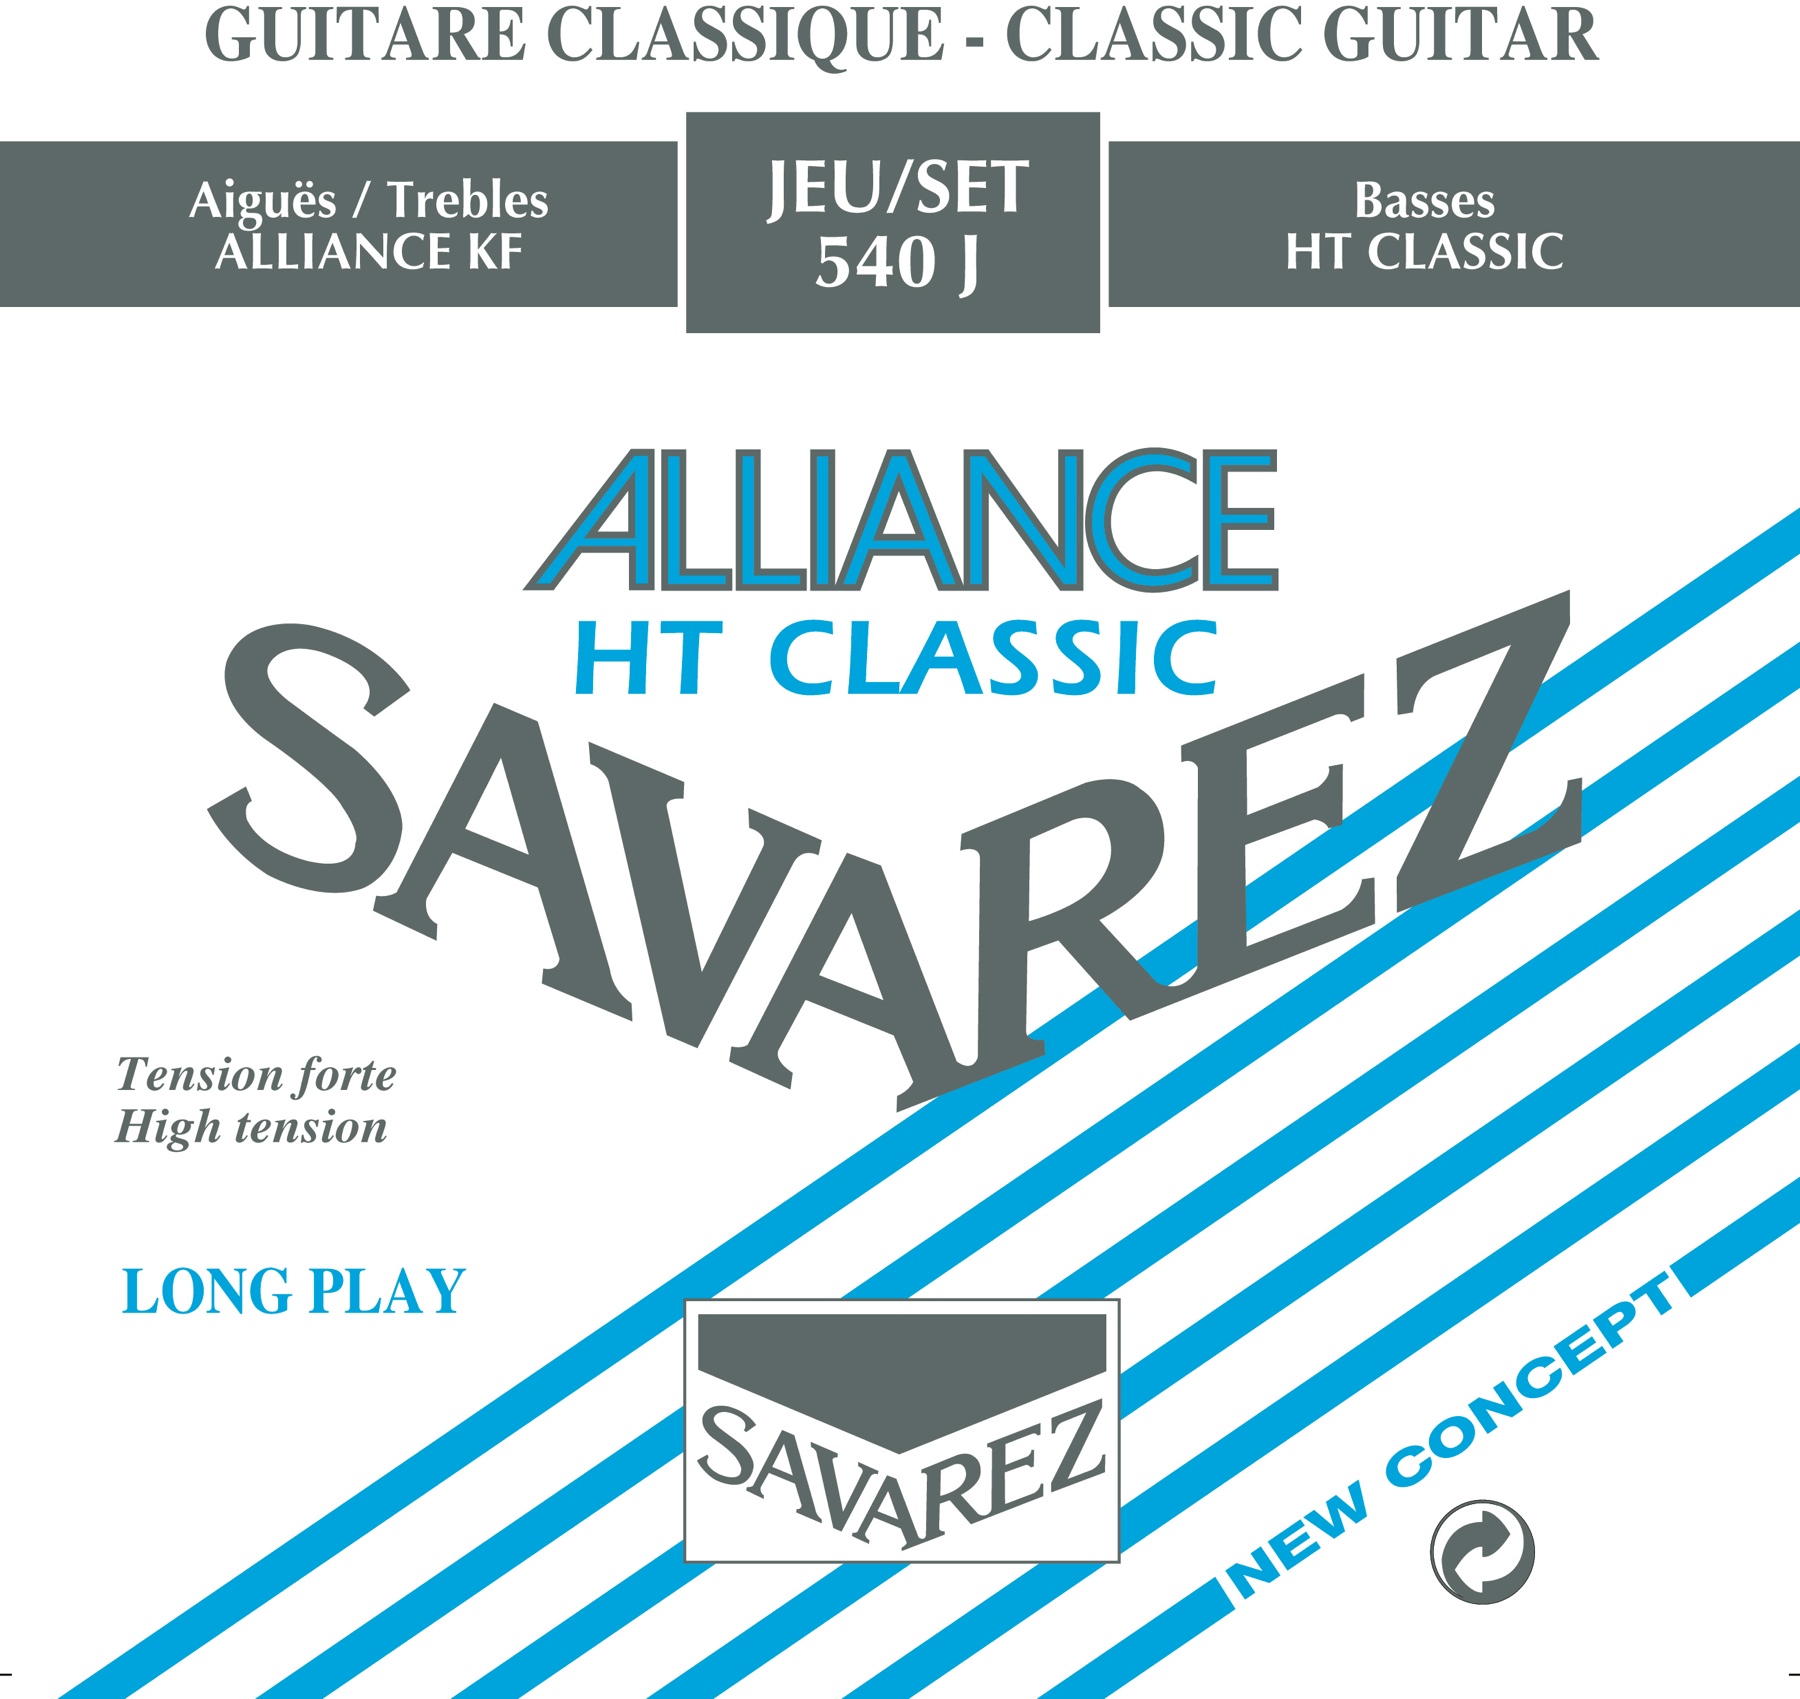 GUITARE CLASSIQUE - CLASSIC GUITAR
Aiguës / Trebles
ALLIANCE KF
JEU/SET
540 J
Basses
HT CLASSIC
ALLIANCE
HT CLASSIC
SAVAREZ
Tension forte
High tension
LONG PLAY
SAVAREZ
NEW CONCEPT